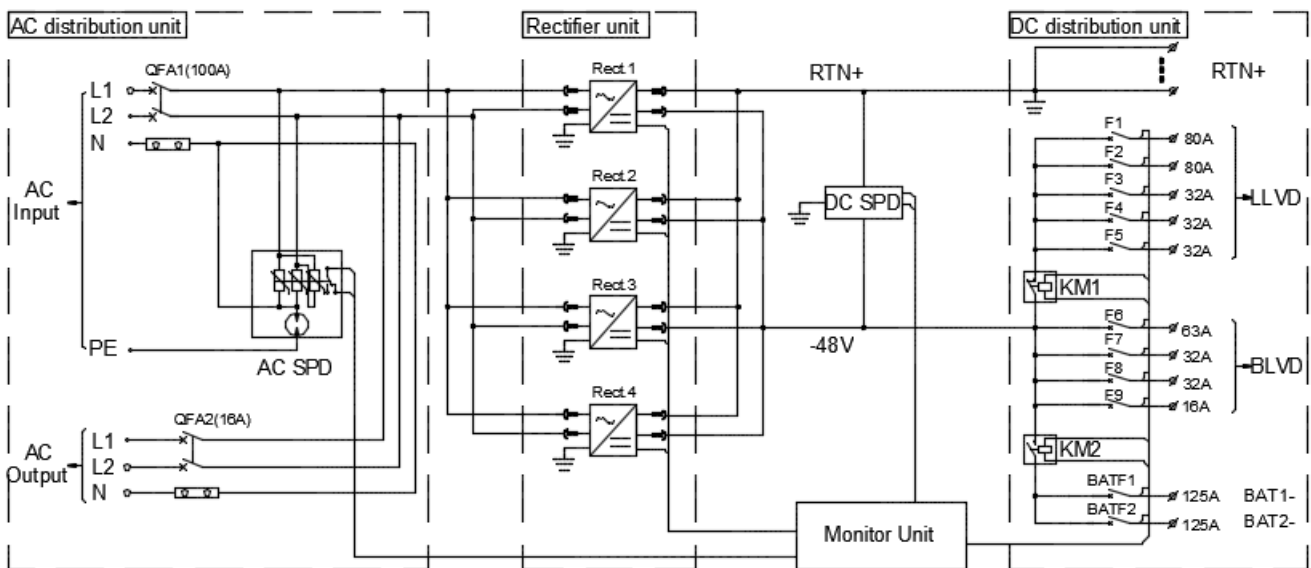 AC distribution unit
Rectifier unit
DC distribution unit
QFA1(100A)
L1
L2
N
AC
Input
PE
AC SPD
QFA2(16A)
L1
L2
N
AC
Output
Rect.1
Rect.2
Rect.3
Rect.4
RTN+
DC SPD
-48V
Monitor Unit
RTN+
F1
80A
F2
80A
F3
32A
F4
32A
F5
32A
LLVD
KM1
F6
63A
F7
32A
F8
32A
F9
16A
BLVD
KM2
BATF1
125A BAT1-
BATF2
125A BAT2-